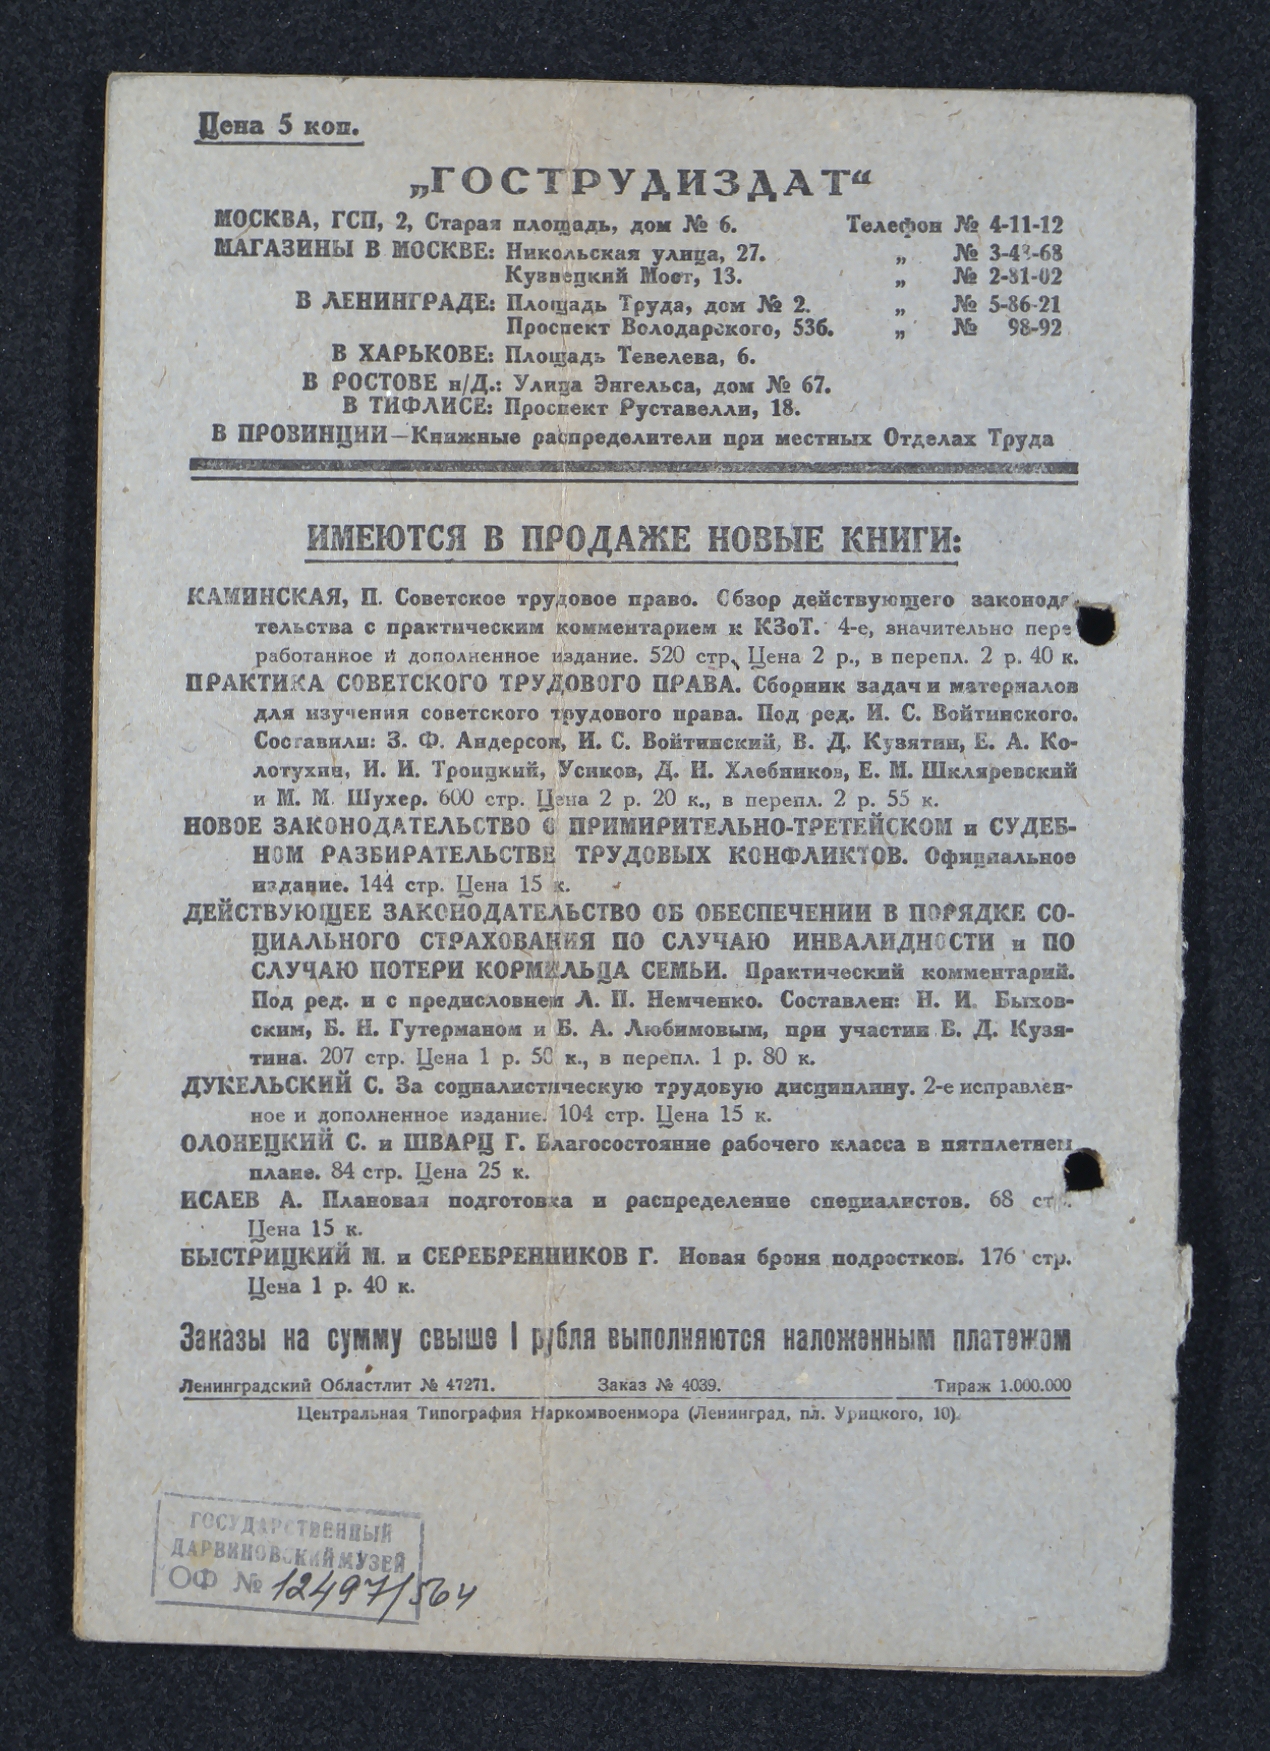 Цена 5 коп.
„ГОСТРУДИЗДАТ“
МОСКВА, ГСП, 2, Старая площадь, дом № 6. Телефон № 4-11-12
МАГАЗИНЫ В МОСКВЕ: Никольская улица, 27. „ № 3-48-68
Кузнецкий Мост, 13. „ № 2-81-02
В ЛЕНИНГРАДЕ: Площадь Труда, дом № 2. „ № 5-86-21
Проспект Володарского, 53б. „ № 98-92
В ХАРЬКОВЕ: Площадь Тевелева, 6.
В РОСТОВЕ н/Д.: Улица Энгельса, дом № 67.
В ТИФЛИСЕ: Проспект Руставелли, 18.
В ПРОВИНЦИИ—Книжные распределители при местных Отделах Труда
ИМЕЮТСЯ В ПРОДАЖЕ НОВЫЕ КНИГИ:
КАМИНСКАЯ, П. Советское трудовое право. Обзор действующего законода-
тельства с практическим комментарием к КЗоТ. 4-е, значительно пере
работанное и дополненное издание. 520 стр. Цена 2 р., в перепл. 2 р. 40 к.
ПРАКТИКА СОВЕТСКОГО ТРУДОВОГО ПРАВА. Сборник задач и материалов
для изучения советского трудового права. Под ред. И. С. Войтинского.
Составили: З. Ф. Андерсон, И. С. Войтинский, В. Д. Кузятин, Е. А. Ко-
лотухин, И. И. Троицкий, Усиков, Д. И. Хлебников, Е. М. Шкляревский
и М. М. Шухер. 600 стр. Цена 2 р. 20 к., в перепл. 2 р. 55 к.
НОВОЕ ЗАКОНОДАТЕЛЬСТВО О ПРИМИРИТЕЛЬНО-ТРЕТЕЙСКОМ и СУДЕБ-
НОМ РАЗБИРАТЕЛЬСТВЕ ТРУДОВЫХ КОНФЛИКТОВ. Официальное
издание. 144 стр. Цена 15 к.
ДЕЙСТВУЮЩЕЕ ЗАКОНОДАТЕЛЬСТВО ОБ ОБЕСПЕЧЕНИИ В ПОРЯДКЕ СО-
ЦИАЛЬНОГО СТРАХОВАНИЯ ПО СЛУЧАЮ ИНВАЛИДНОСТИ и ПО
СЛУЧАЮ ПОТЕРИ КОРМИЛЬЦА СЕМЬИ. Практический комментарий.
Под ред. и с предисловием Л. П. Немченко. Составлен: Н. И. Быхов-
ским, Б. Н. Гутерманом и Б. А. Любимовым, при участии В. Д. Кузя-
тина. 207 стр. Цена 1 р. 50 к., в перепл. 1 р. 80 к.
ДУКЕЛЬСКИЙ С. За социалистическую трудовую дисциплину. 2-е исправлен-
ное и дополненное издание. 104 стр. Цена 15 к.
ОЛОНЕЦКИЙ С. и ШВАРЦ Г. Благосостояние рабочего класса в пятилетнем
плане. 84 стр. Цена 25 к.
ИСАЕВ А. Плановая подготовка и распределение специалистов. 68 стр.
Цена 15 к.
БЫСТРИЦКИЙ М. и СЕРЕБРЕННИКОВ Г. Новая броня подростков. 176 стр.
Цена 1 р. 40 к.
Заказы на сумму свыше 1 рубля выполняются наложенным платежом
Ленинградский Областлит № 47271. Заказ № 4039. Тираж 1.000.000
Центральная Типография Наркомвоенмора (Ленинград, пл. Урицкого, 10).
ГОСУДАРСТВЕННЫЙ
ДАРВИНОВСКИЙ МУЗЕЙ
ОФ № 12497/564